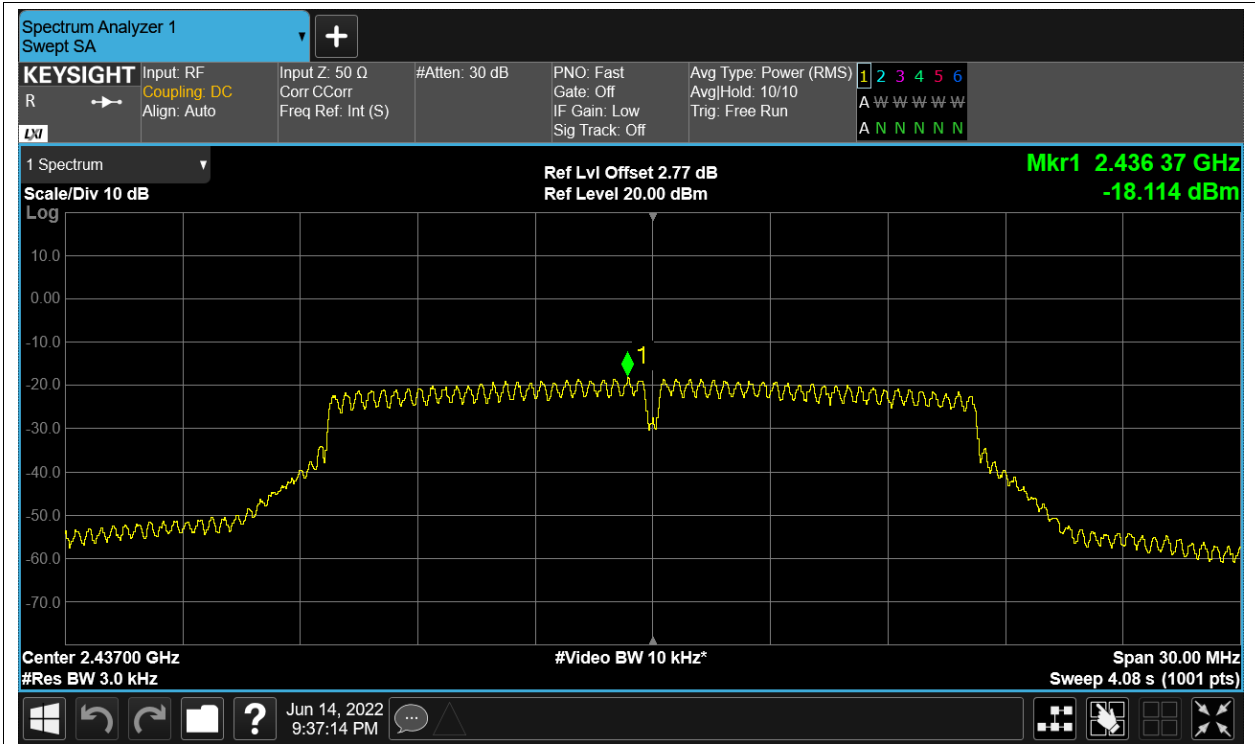 Spectrum Analyzer 1
Swept SA
KEYSIGHT
R
LXI
Input: RF
Coupling: DC
Align: Auto
Input Z: 50 Ω
Corr CCorr
Freq Ref: Int (S)
#Atten: 30 dB
PNO: Fast
Gate: Off
IF Gain: Low
Sig Track: Off
Avg Type: Power (RMS)
Avg|Hold: 10/10
Trig: Free Run
1 2 3 4 5 6
A W W W W W
A N N N N N
1 Spectrum
Scale/Div 10 dB
Log
Ref Lvl Offset 2.77 dB
Ref Level 20.00 dBm
Mkr1 2.436 37 GHz
-18.114 dBm
10.0
0.00
-10.0
1
-20.0
-30.0
-40.0
-50.0
-60.0
-70.0
Center 2.43700 GHz
#Res BW 3.0 kHz
#Video BW 10 kHz*
Span 30.00 MHz
Sweep 4.08 s (1001 pts)
?
Jun 14, 2022
9:37:14 PM